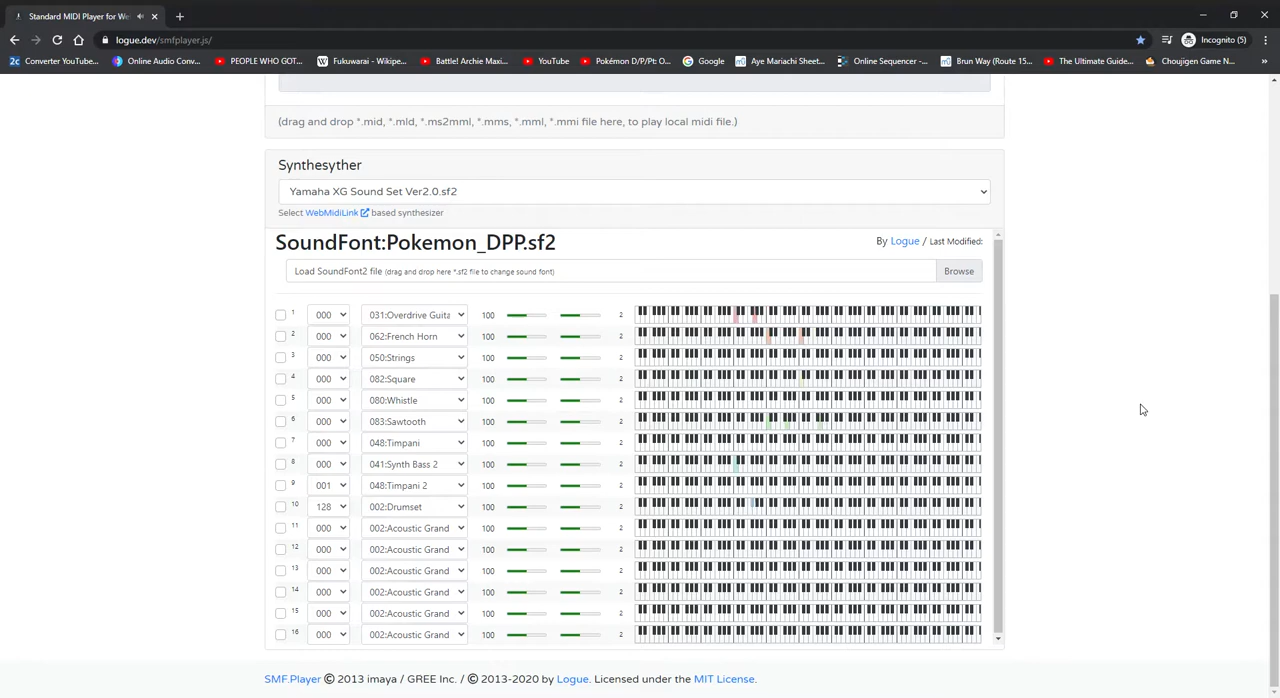 Standard MIDI Player for We
logue.dev/smfplayer.js/
Incognito (5)
Converter YouTube...
Online Audio Conv...
PEOPLE WHO GOT...
Fukuwarai - Wikipe...
Battle! Archie Maxi...
YouTube
Pokémon D/P/Pt: O...
Google
Aye Mariachi Sheet...
Online Sequencer -...
Brun Way (Route 15...
The Ultimate Guide...
Choujigen Game N...
(drag and drop *.mid, *.mld, *.ms2mml, *.mms, *.mml, *.mmi file here, to play local midi file.)
Synthesyther
Yamaha XG Sound Set Ver2.0.sf2
Select WebMidiLink based synthesizer
SoundFont:Pokemon_DPP.sf2
By Logue / Last Modified:
Load SoundFont2 file (drag and drop here *.sf2 file to change sound font)
Browse
1 000 031:Overdrive Guita 100 2
2 000 062:French Horn 100 2
3 000 050:Strings 100 2
4 000 082:Square 100 2
5 000 080:Whistle 100 2
6 000 083:Sawtooth 100 2
7 000 048:Timpani 100 2
8 000 041:Synth Bass 2 100 2
9 001 048:Timpani 2 100 2
10 128 002:Drumset 100 2
11 000 002:Acoustic Grand 100 2
12 000 002:Acoustic Grand 100 2
13 000 002:Acoustic Grand 100 2
14 000 002:Acoustic Grand 100 2
15 000 002:Acoustic Grand 100 2
16 000 002:Acoustic Grand 100 2
SMF.Player © 2013 imaya / GREE Inc. / © 2013-2020 by Logue. Licensed under the MIT License.